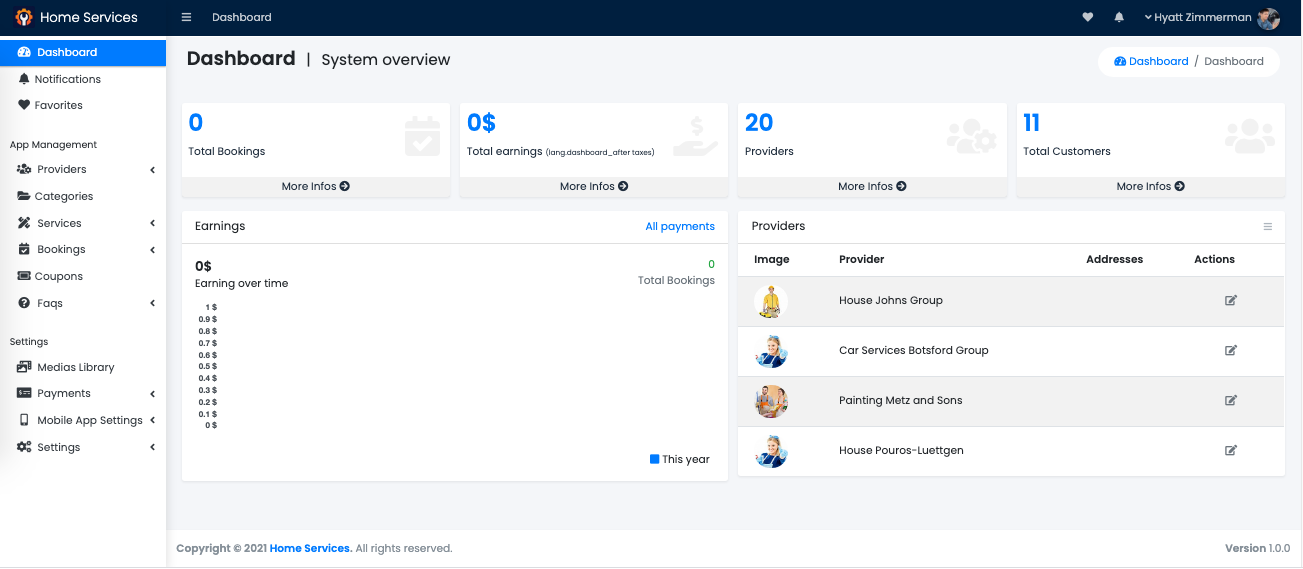 Home Services
Dashboard
Hyatt Zimmerman
Dashboard
Notifications
Favorites
App Management
Providers
Categories
Services
Bookings
Coupons
Faqs
Settings
Medias Library
Payments
Mobile App Settings
Settings
Dashboard | System overview
Dashboard / Dashboard
0
Total Bookings
More Infos
0$
Total earnings (lang.dashboard_after taxes)
More Infos
20
Providers
More Infos
11
Total Customers
More Infos
Earnings
All payments
0$
Earning over time
0
Total Bookings
1 $
0.9 $
0.8 $
0.7 $
0.6 $
0.5 $
0.4 $
0.3 $
0.2 $
0.1 $
0 $
This year
Providers
Image Provider Addresses Actions
House Johns Group
Car Services Botsford Group
Painting Metz and Sons
House Pouros-Luettgen
Copyright © 2021 Home Services. All rights reserved.
Version 1.0.0